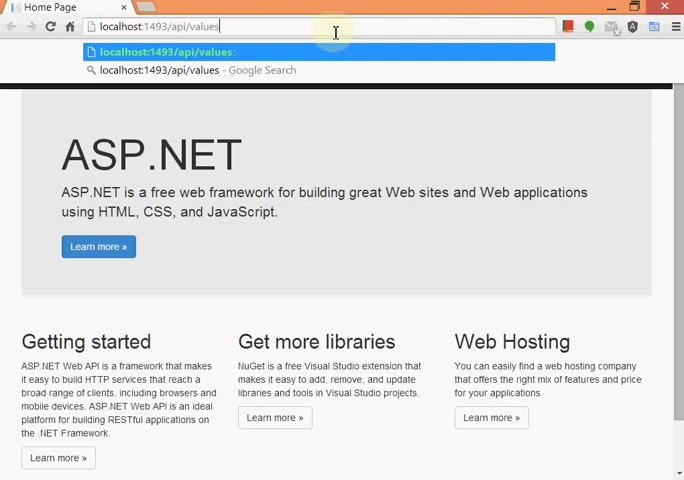 Home Page
localhost:1493/api/values
localhost:1493/api/values
localhost:1493/api/values - Google Search
ASP.NET
ASP.NET is a free web framework for building great Web sites and Web applications
using HTML, CSS, and JavaScript.
Learn more »
Getting started
ASP.NET Web API is a framework that makes
it easy to build HTTP services that reach a
broad range of clients, including browsers and
mobile devices. ASP.NET Web API is an ideal
platform for building RESTful applications on
the .NET Framework.
Learn more »
Get more libraries
NuGet is a free Visual Studio extension that
makes it easy to add, remove, and update
libraries and tools in Visual Studio projects.
Learn more »
Web Hosting
You can easily find a web hosting company
that offers the right mix of features and price
for your applications.
Learn more »